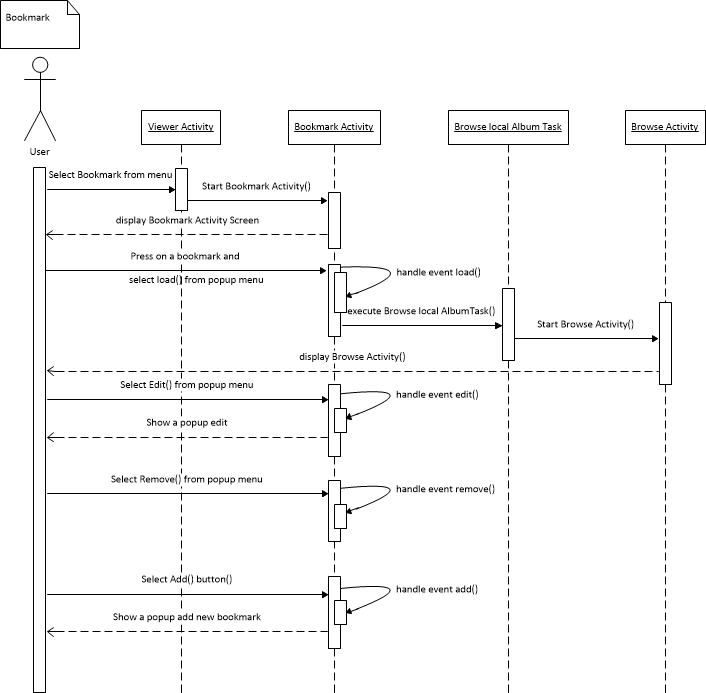 Bookmark
User
Viewer Activity
Bookmark Activity
Browse local Album Task
Browse Activity
Select Bookmark from menu
Start Bookmark Activity()
display Bookmark Activity Screen
Press on a bookmark and
select load() from popup menu
handle event load()
execute Browse local AlbumTask()
Start Browse Activity()
display Browse Activity()
Select Edit() from popup menu
handle event edit()
Show a popup edit
Select Remove() from popup menu
handle event remove()
Select Add() button()
handle event add()
Show a popup add new bookmark